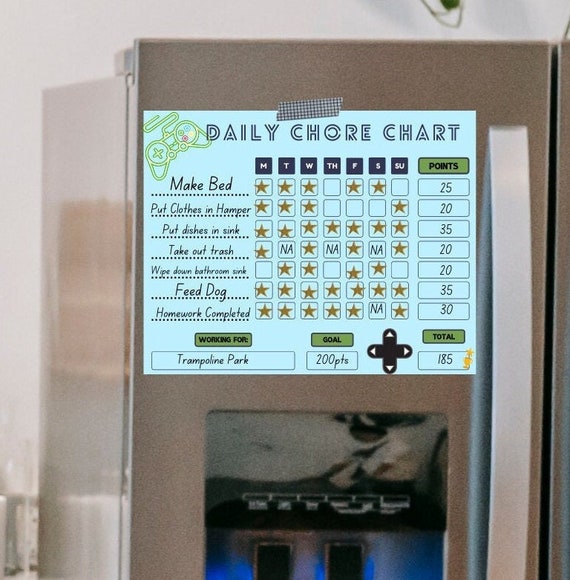 DAILY CHORE CHART
M T W TH F S SU POINTS
Make Bed 25
Put Clothes in Hamper 20
Put dishes in sink 35
Take out trash NA NA NA 20
Wipe down bathroom sink 20
Feed Dog 35
Homework Completed NA 30
WORKING FOR: GOAL TOTAL
Trampoline Park 200pts 185